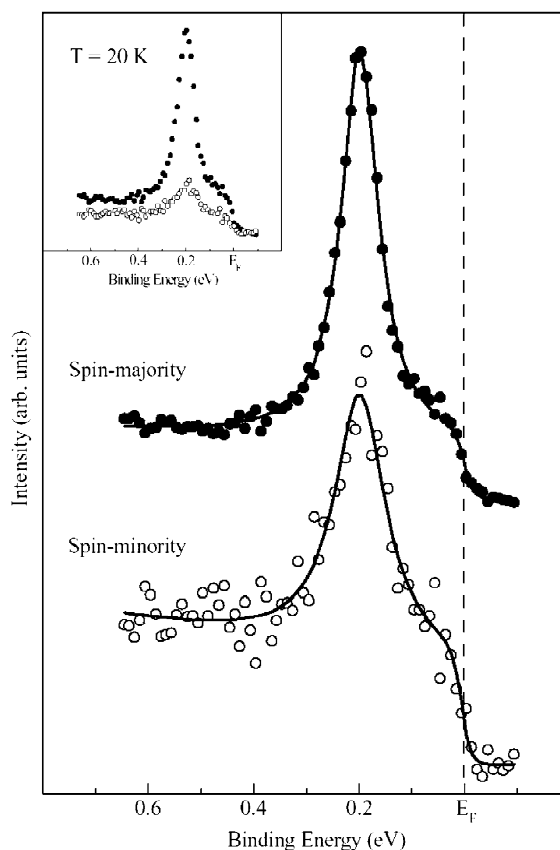 T = 20 K
0.6 0.4 0.2 E_F
Binding Energy (eV)
Spin-majority
Intensity (arb. units)
Spin-minority
0.6 0.4 0.2 E_F
Binding Energy (eV)